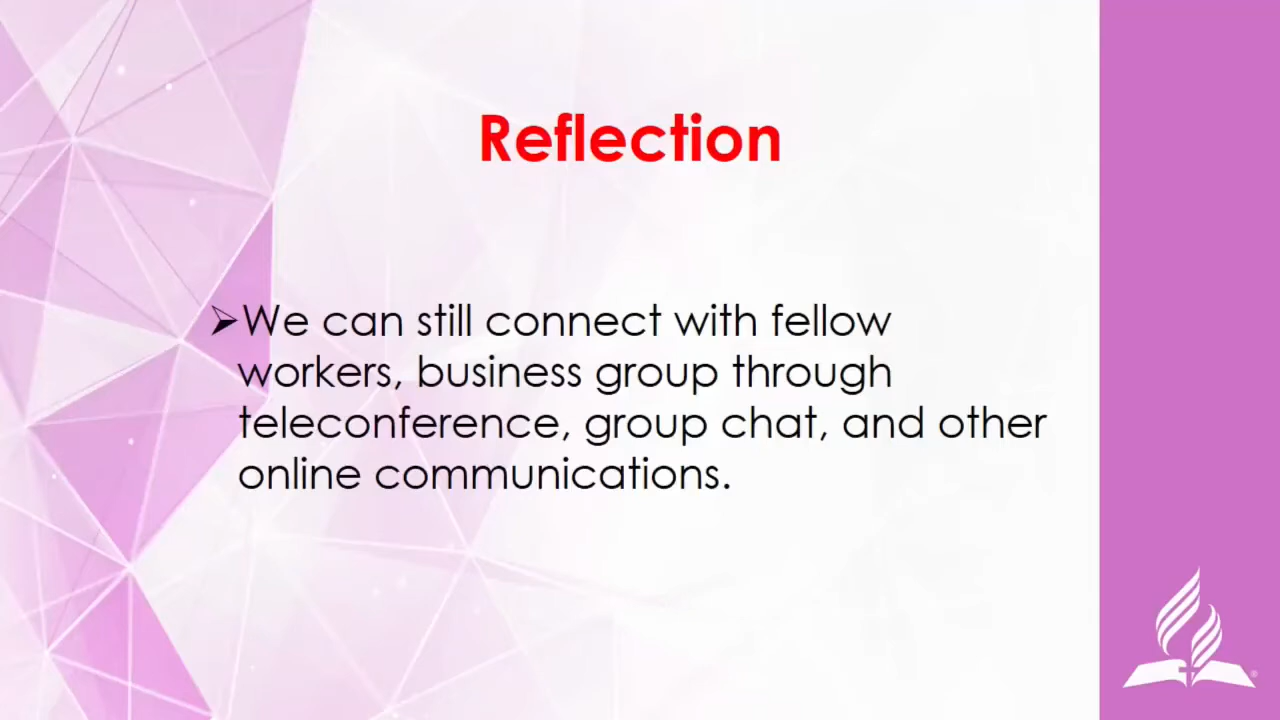 Reflection
➢We can still connect with fellow
workers, business group through
teleconference, group chat, and other
online communications.